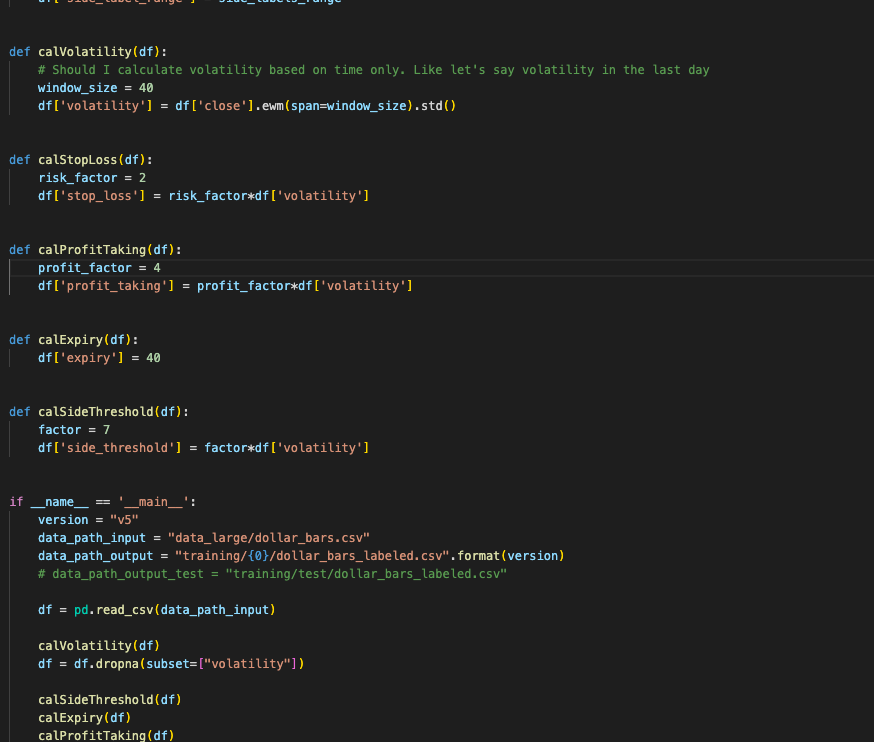 df['side_label_range'] = side_labels_range
def calVolatility(df):
    # Should I calculate volatility based on time only. Like let's say volatility in the last day
    window_size = 40
    df['volatility'] = df['close'].ewm(span=window_size).std()
def calStopLoss(df):
    risk_factor = 2
    df['stop_loss'] = risk_factor*df['volatility']
def calProfitTaking(df):
    profit_factor = 4
    df['profit_taking'] = profit_factor*df['volatility']
def calExpiry(df):
    df['expiry'] = 40
def calSideThreshold(df):
    factor = 7
    df['side_threshold'] = factor*df['volatility']
if __name__ == '__main__':
    version = "v5"
    data_path_input = "data_large/dollar_bars.csv"
    data_path_output = "training/{0}/dollar_bars_labeled.csv".format(version)
    # data_path_output_test = "training/test/dollar_bars_labeled.csv"
    df = pd.read_csv(data_path_input)
    calVolatility(df)
    df = df.dropna(subset=["volatility"])
    calSideThreshold(df)
    calExpiry(df)
    calProfitTaking(df)